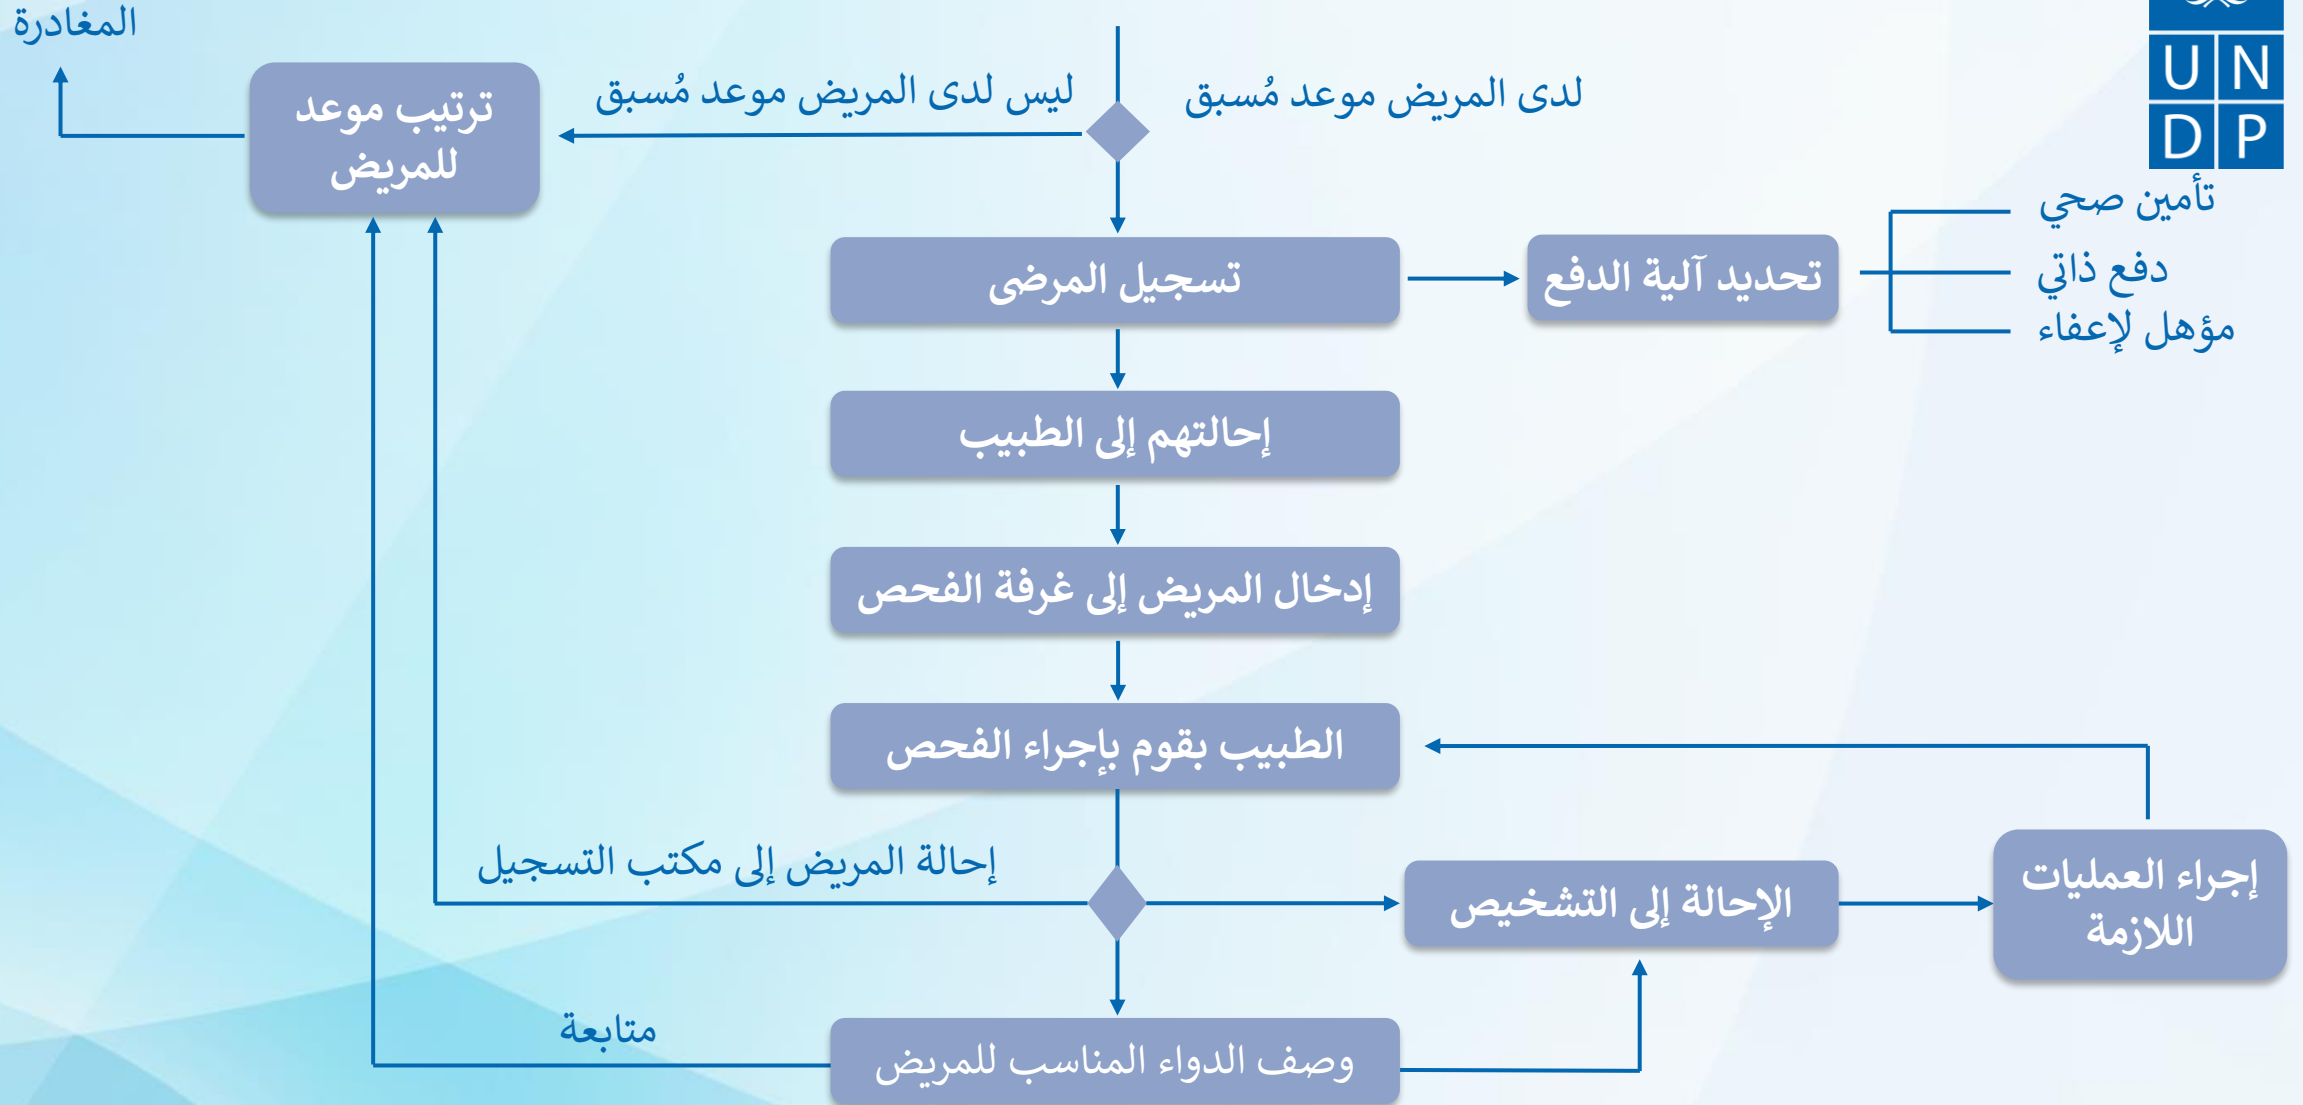 المغادرة
UN
DP
لدى المريض موعد مُسبق
ليس لدى المريض موعد مُسبق
ترتيب موعد
للمريض
تسجيل المرضى
تحديد آلية الدفع
تأمين صحي
دفع ذاتي
مؤهل لإعفاء
إحالتهم إلى الطبيب
إدخال المريض إلى غرفة الفحص
الطبيب بقوم بإجراء الفحص
إحالة المريض إلى مكتب التسجيل
الإحالة إلى التشخيص
إجراء العمليات
اللازمة
متابعة
وصف الدواء المناسب للمريض